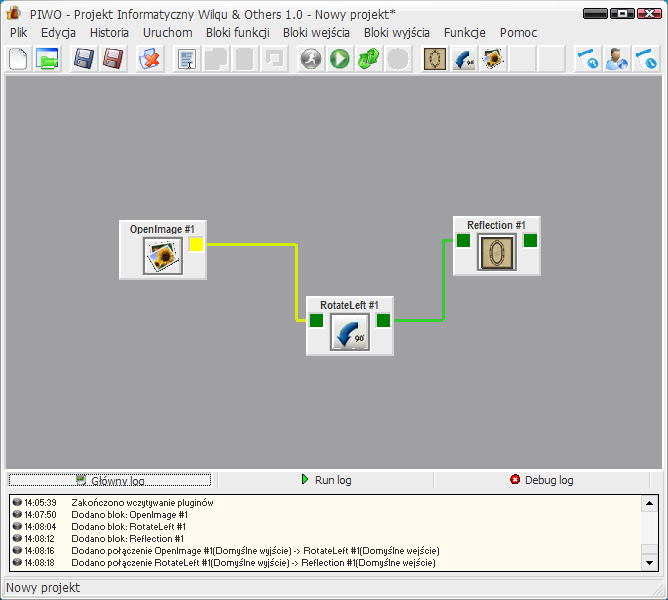 PIWO - Projekt Informatyczny Wilqu & Others 1.0 - Nowy projekt*
Plik Edycja Historia Uruchom Bloki funkcji Bloki wejścia Bloki wyjścia Funkcje Pomoc
OpenImage #1
Reflection #1
RotateLeft #1
90°
Główny log Run log Debug log
14:05:39 Zakończono wczytywanie pluginów
14:07:50 Dodano blok: OpenImage #1
14:08:04 Dodano blok: RotateLeft #1
14:08:12 Dodano blok: Reflection #1
14:08:16 Dodano połączenie OpenImage #1(Domyślne wyjście) -> RotateLeft #1(Domyślne wejście)
14:08:18 Dodano połączenie RotateLeft #1(Domyślne wyjście) -> Reflection #1(Domyślne wejście)
Nowy projekt